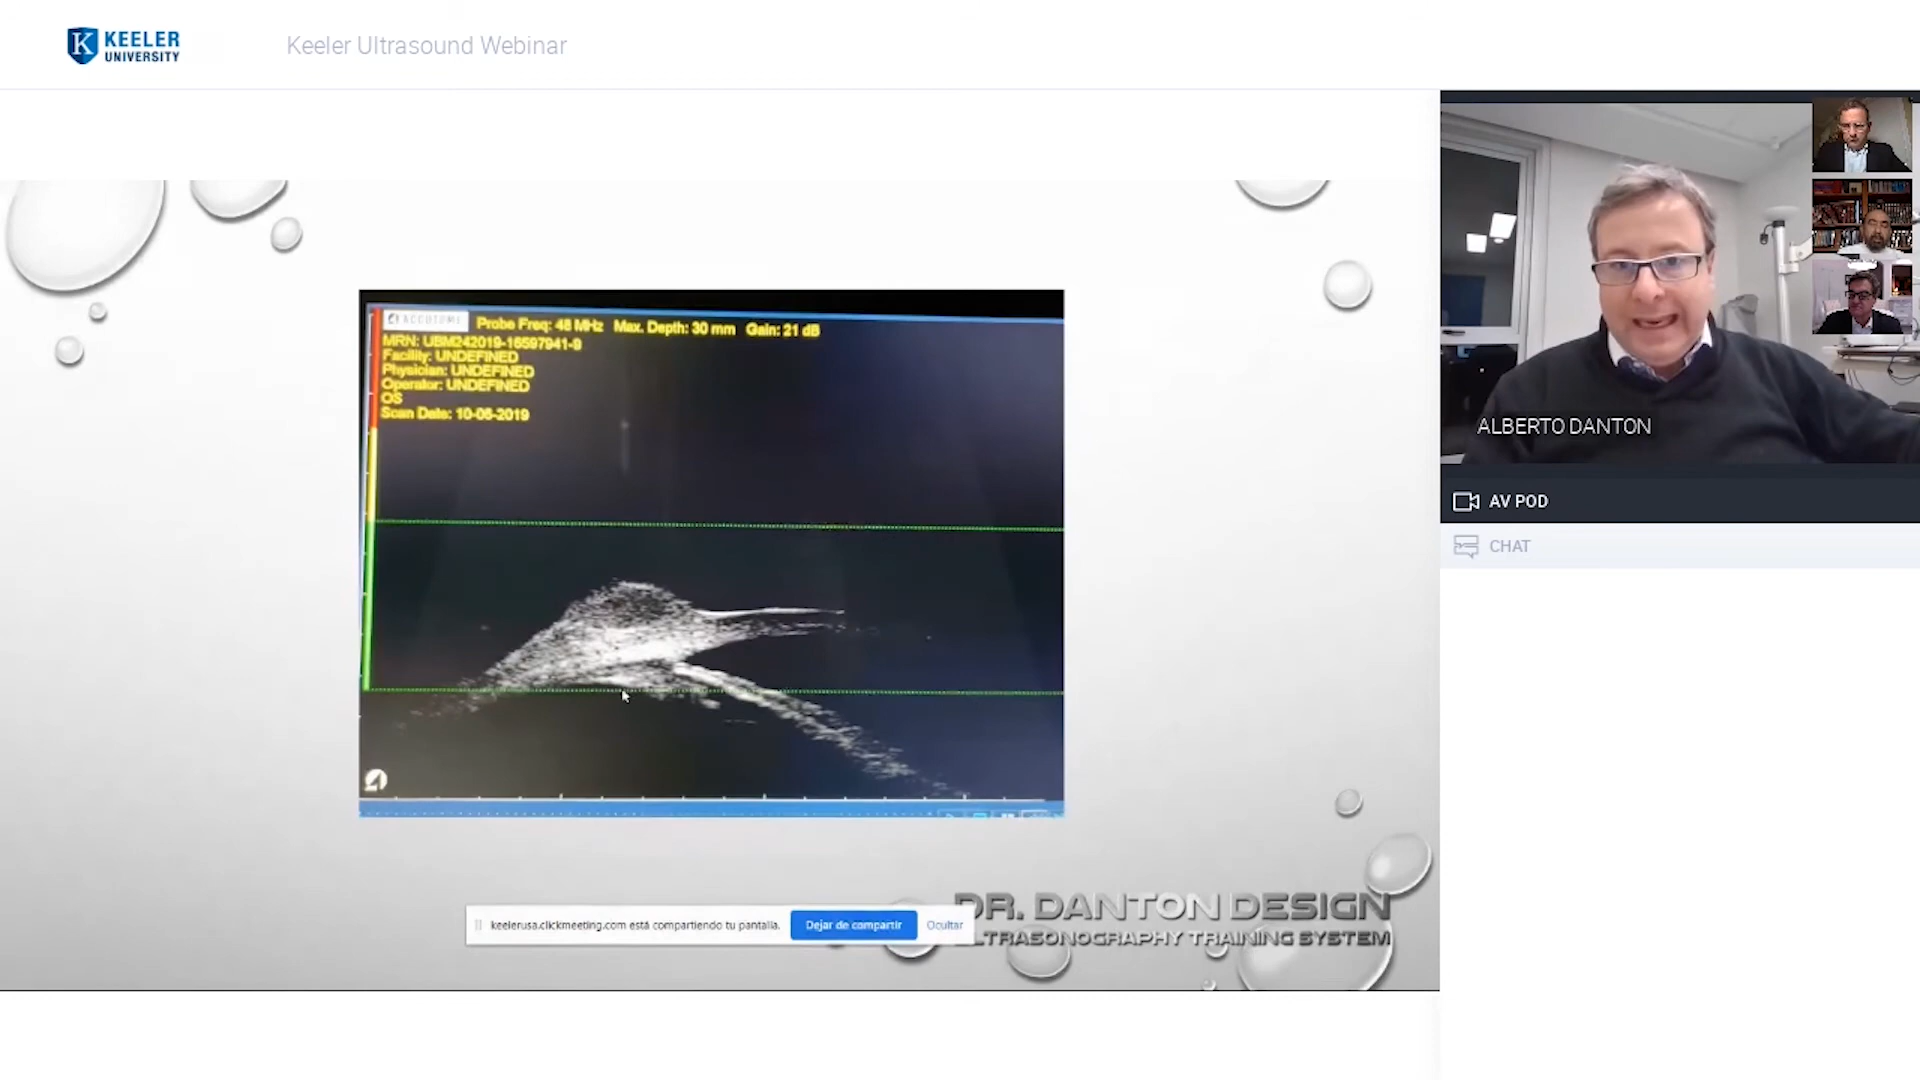 KEELER
UNIVERSITY
Keeler Ultrasound Webinar
ACCUTOME Probe Freq: 48 MHz Max. Depth: 30 mm Gain: 21 dB
MRN: UBM242019-16597941-9
Facility: UNDEFINED
Physician: UNDEFINED
Operator: UNDEFINED
OS
Scan Date: 10-05-2019
ALBERTO DANTON
AV POD
CHAT
DR. DANTON DESIGN
ULTRASONOGRAPHY TRAINING SYSTEM
keelerusa.clickmeeting.com está compartiendo tu pantalla.
Dejar de compartir
Ocultar